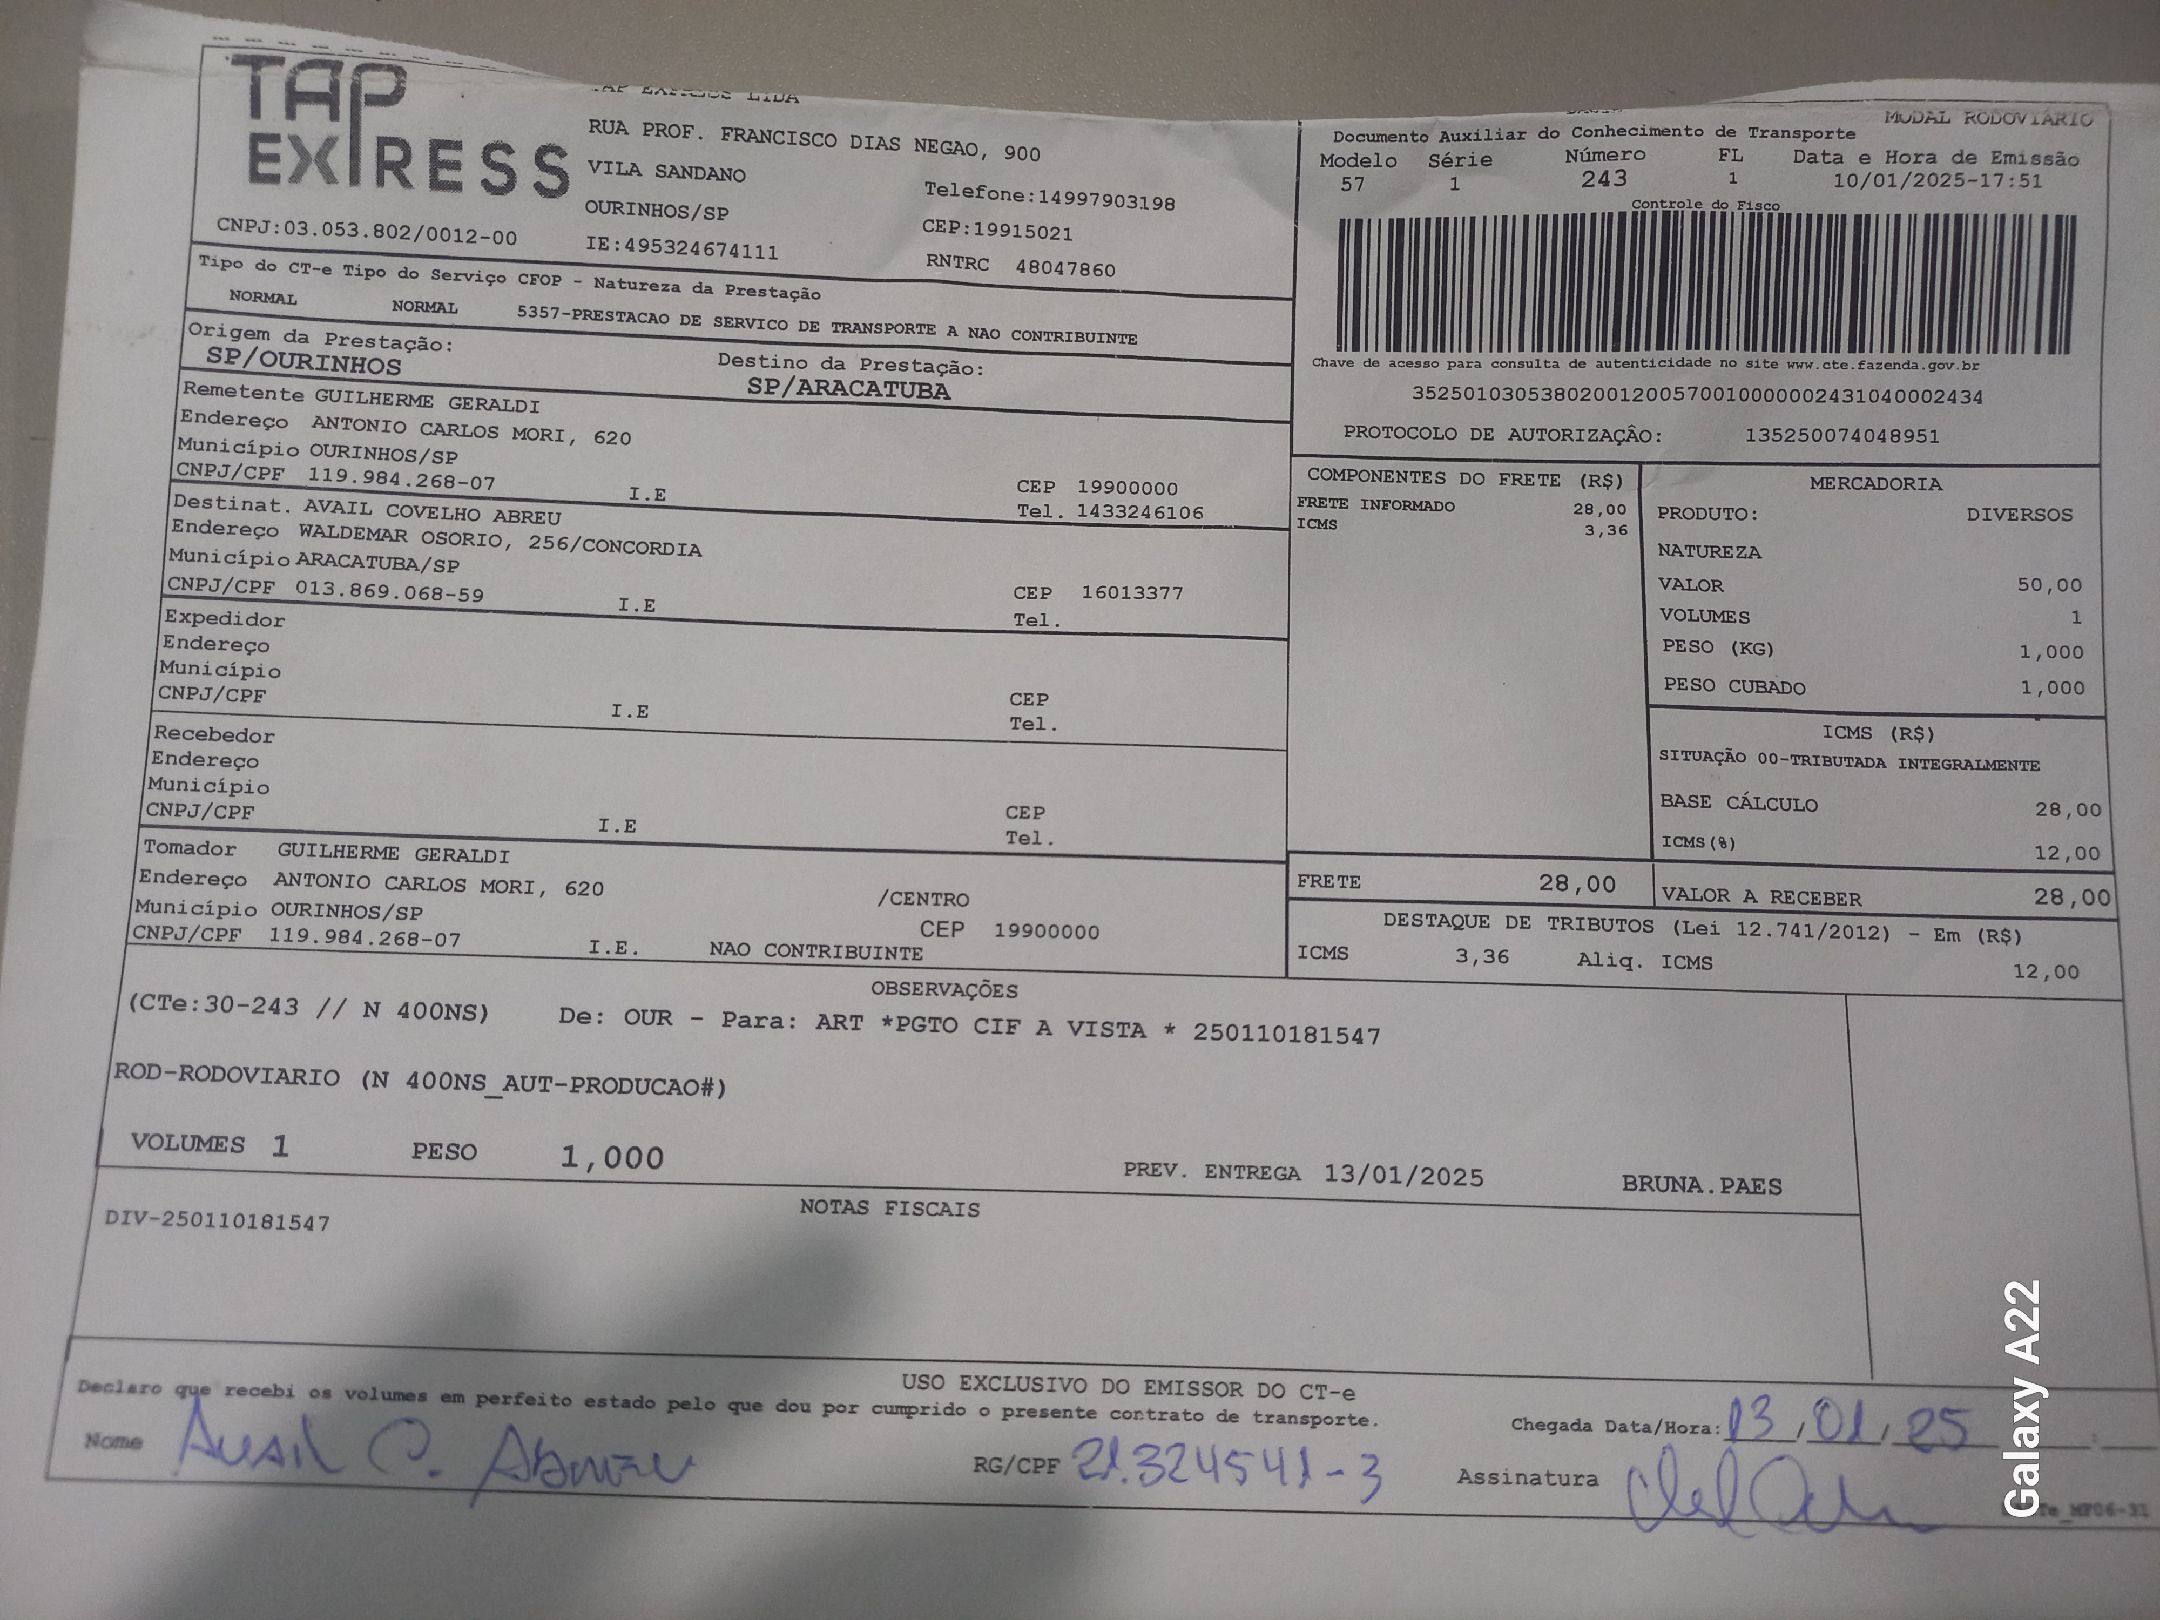 TAP EXPRESS
TAP EXPRESS LTDA
RUA PROF. FRANCISCO DIAS NEGAO, 900
VILA SANDANO
Telefone:14997903198
OURINHOS/SP
CEP:19915021
CNPJ:03.053.802/0012-00
IE:495324674111
RNTRC 48047860
MODAL RODOVIÁRIO
Documento Auxiliar do Conhecimento de Transporte
Modelo Série Número FL Data e Hora de Emissão
57 1 243 1 10/01/2025-17:51
Controle do Fisco
Chave de acesso para consulta de autenticidade no site www.cte.fazenda.gov.br
35250103053802001200570010000002431040002434
PROTOCOLO DE AUTORIZAÇÂO: 135250074048951
Tipo do CT-e Tipo do Serviço CFOP - Natureza da Prestação
NORMAL NORMAL 5357-PRESTACAO DE SERVICO DE TRANSPORTE A NAO CONTRIBUINTE
Origem da Prestação: Destino da Prestação:
SP/OURINHOS SP/ARACATUBA
Remetente GUILHERME GERALDI
Endereço ANTONIO CARLOS MORI, 620
Município OURINHOS/SP CEP 19900000
CNPJ/CPF 119.984.268-07 I.E Tel. 1433246106
Destinat. AVAIL COVELHO ABREU
Endereço WALDEMAR OSORIO, 256/CONCORDIA
Município ARACATUBA/SP CEP 16013377
CNPJ/CPF 013.869.068-59 I.E Tel.
Expedidor
Endereço
Município CEP
CNPJ/CPF I.E Tel.
Recebedor
Endereço
Município CEP
CNPJ/CPF I.E Tel.
Tomador GUILHERME GERALDI
Endereço ANTONIO CARLOS MORI, 620 /CENTRO
Município OURINHOS/SP CEP 19900000
CNPJ/CPF 119.984.268-07 I.E. NAO CONTRIBUINTE
COMPONENTES DO FRETE (R$)
FRETE INFORMADO 28,00
ICMS 3,36
MERCADORIA
PRODUTO: DIVERSOS
NATUREZA
VALOR 50,00
VOLUMES 1
PESO (KG) 1,000
PESO CUBADO 1,000
ICMS (R$)
SITUAÇÃO 00-TRIBUTADA INTEGRALMENTE
BASE CÁLCULO 28,00
ICMS(%) 12,00
FRETE 28,00 VALOR A RECEBER 28,00
DESTAQUE DE TRIBUTOS (Lei 12.741/2012) - Em (R$)
ICMS 3,36 Aliq. ICMS 12,00
OBSERVAÇÕES
(CTe:30-243 // N 400NS) De: OUR - Para: ART *PGTO CIF A VISTA * 250110181547
ROD-RODOVIARIO (N 400NS_AUT-PRODUCAO#)
VOLUMES 1 PESO 1,000 PREV. ENTREGA 13/01/2025 BRUNA.PAES
NOTAS FISCAIS
DIV-250110181547
USO EXCLUSIVO DO EMISSOR DO CT-e
Declaro que recebi os volumes em perfeito estado pelo que dou por cumprido o presente contrato de transporte.
Chegada Data/Hora: 13/01/25 :
Nome Avail C. Abreu RG/CPF 21.324541-3 Assinatura
Galaxy A22